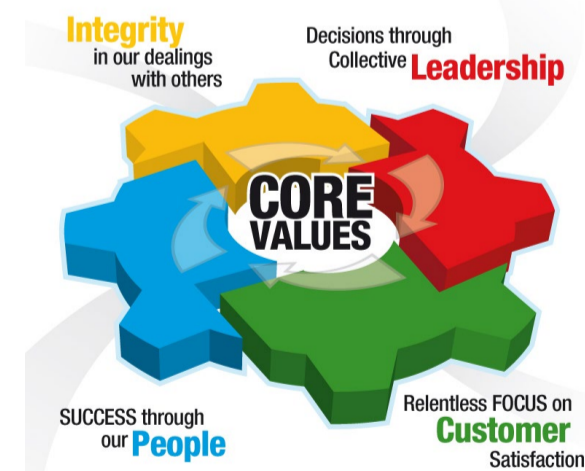 Integrity
in our dealings
with others
Decisions through
Collective Leadership
CORE
VALUES
SUCCESS through
our People
Relentless FOCUS on
Customer
Satisfaction